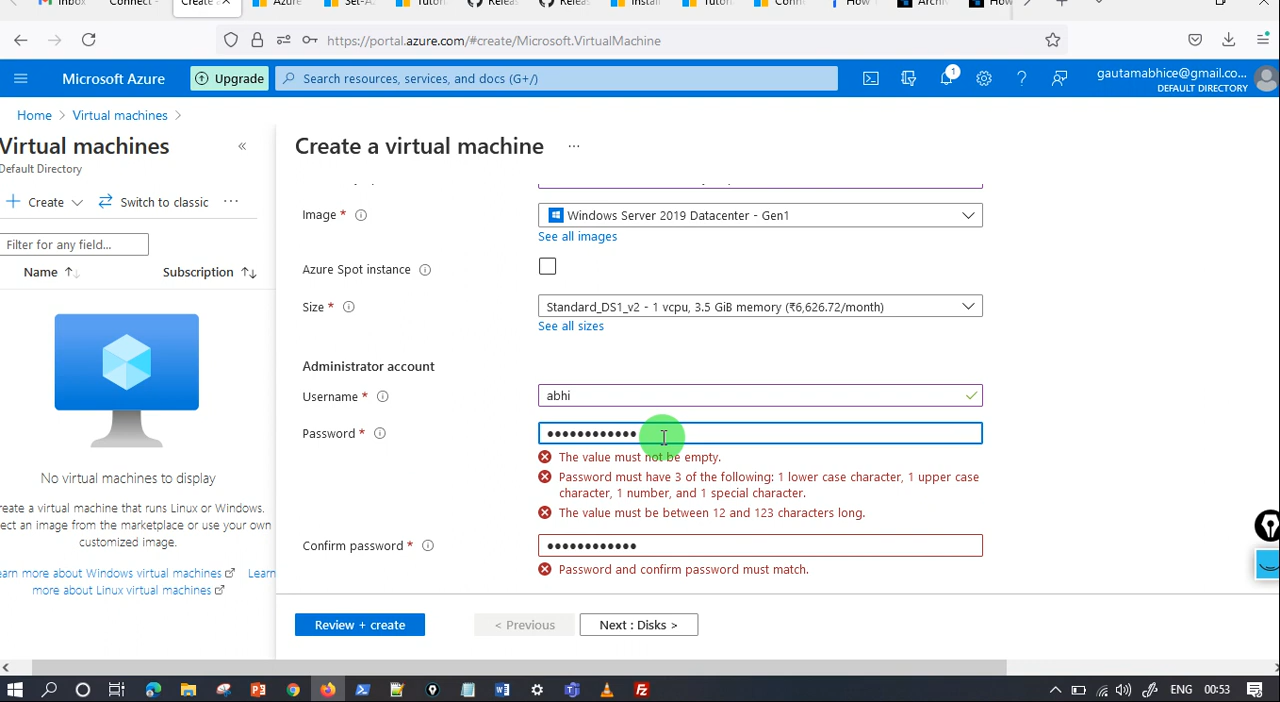 Inbox
Connect -
Create a
Azure
Set-A
Tutori
Releas
Releas
Install
Tutori
Conn
How
Archi
How
https://portal.azure.com/#create/Microsoft.VirtualMachine
Microsoft Azure
Upgrade
Search resources, services, and docs (G+/)
1
gautamabhice@gmail.co...
DEFAULT DIRECTORY
Home > Virtual machines >
Virtual machines
Default Directory
+ Create
Switch to classic
...
Filter for any field...
Name ↑↓
Subscription ↑↓
No virtual machines to display
create a virtual machine that runs Linux or Windows.
ect an image from the marketplace or use your own
customized image.
earn more about Windows virtual machines
Learn
more about Linux virtual machines
Create a virtual machine ...
Image *
Windows Server 2019 Datacenter - Gen1
See all images
Azure Spot instance
Size *
Standard_DS1_v2 - 1 vcpu, 3.5 GiB memory (₹6,626.72/month)
See all sizes
Administrator account
Username *
abhi
Password *
••••••••••••
The value must not be empty.
Password must have 3 of the following: 1 lower case character, 1 upper case
character, 1 number, and 1 special character.
The value must be between 12 and 123 characters long.
Confirm password *
••••••••••••
Password and confirm password must match.
Review + create
< Previous
Next : Disks >
ENG
00:53